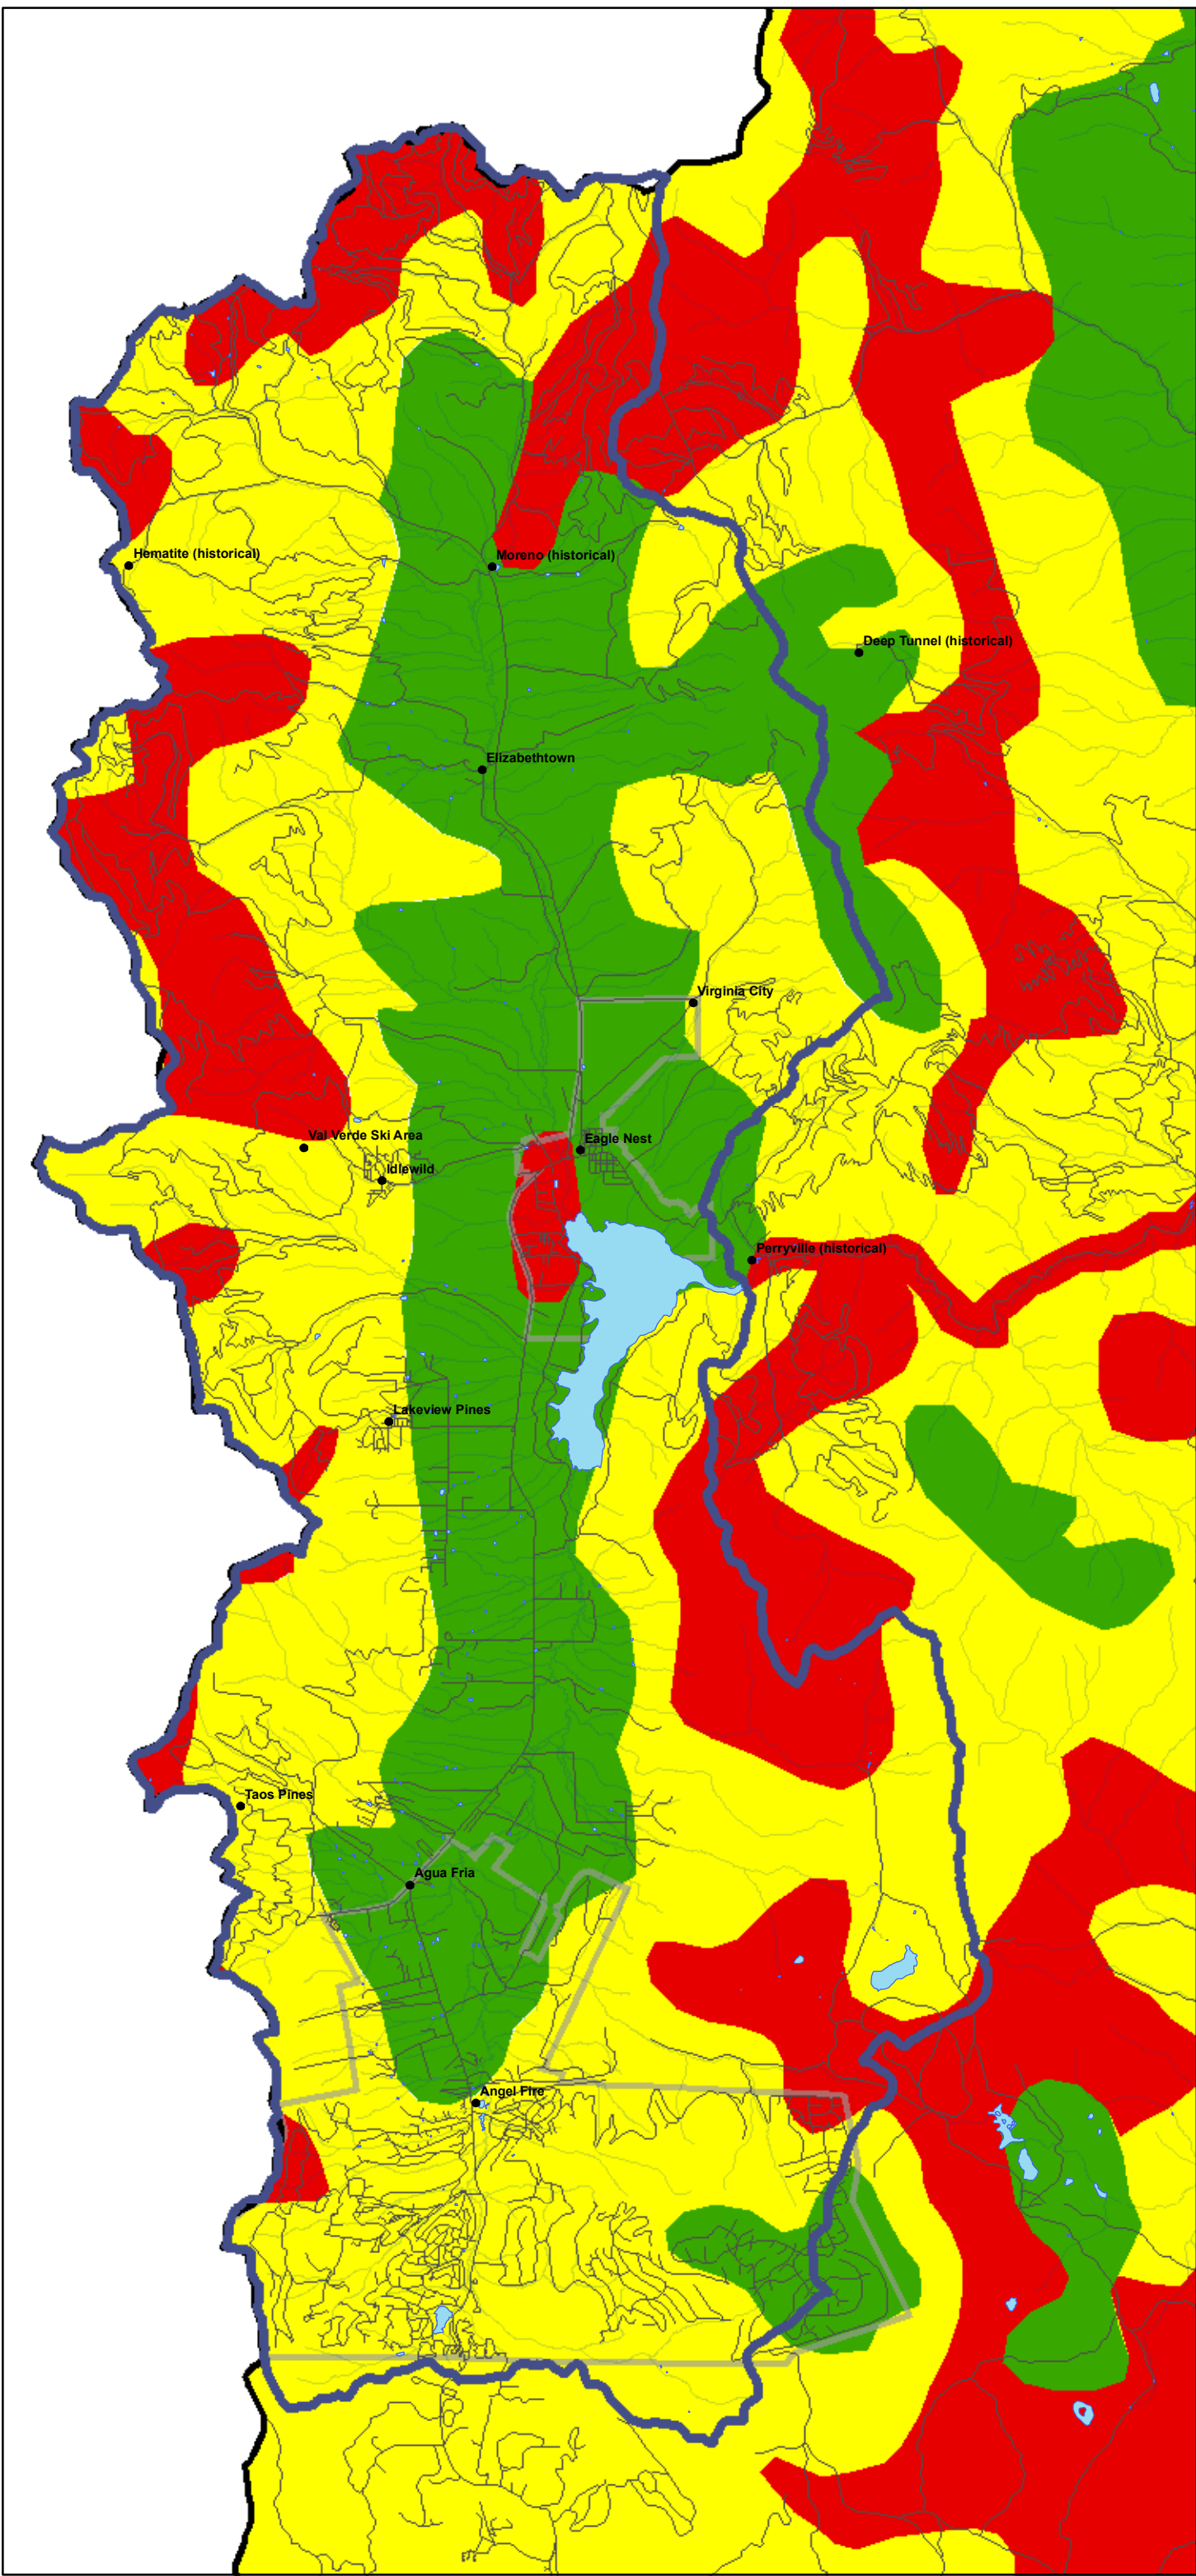 Hematite (historical)
Moreno (historical)
Deep Tunnel (historical)
Elizabethtown
Virginia City
Val Verde Ski Area
Eagle Nest
Idlewild
Perryville (historical)
Lakeview Pines
Taos Pines
Agua Fria
Angel Fire